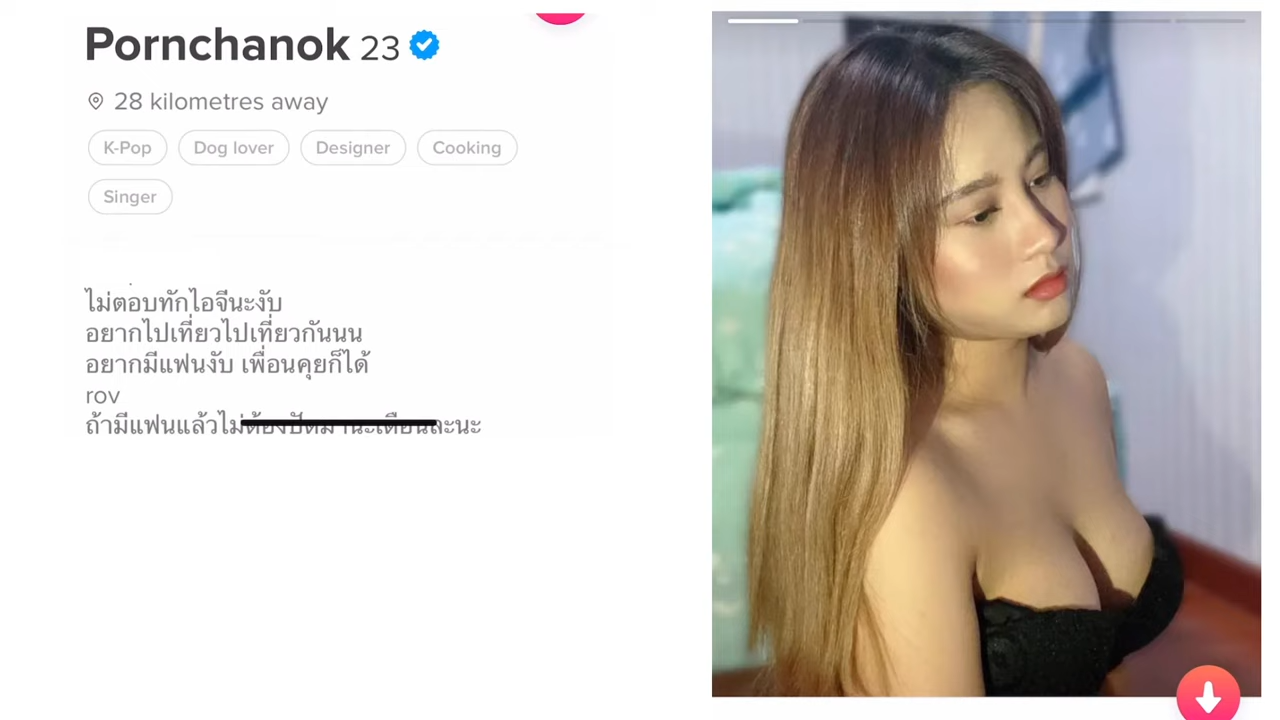 Pornchanok 23
28 kilometres away
K-Pop Dog lover Designer Cooking
Singer
ไม่ตอบทักไอจีนะงับ
อยากไปเที่ยวไปเที่ยวกันนน
อยากมีแฟนงับ เพื่อนคุยก็ได้
rov
ถ้ามีแฟนแล้วไม่